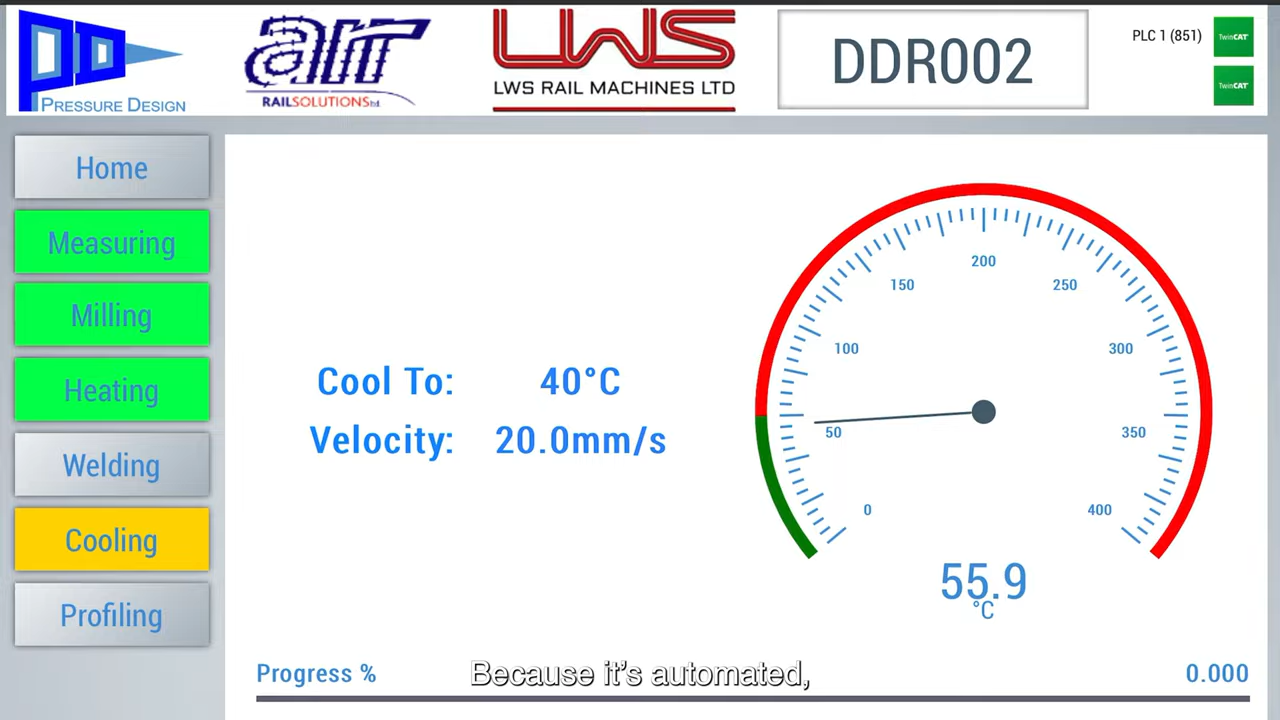 PD
PRESSURE DESIGN
arr
RAILSOLUTIONS ltd.
LWS
LWS RAIL MACHINES LTD
DDR002
PLC 1 (851)
TwinCAT
TwinCAT
Home
Measuring
Milling
Heating
Welding
Cooling
Profiling
Cool To: 40°C
Velocity: 20.0mm/s
0
50
100
150
200
250
300
350
400
55.9
°C
Progress %
0.000
Because it's automated,